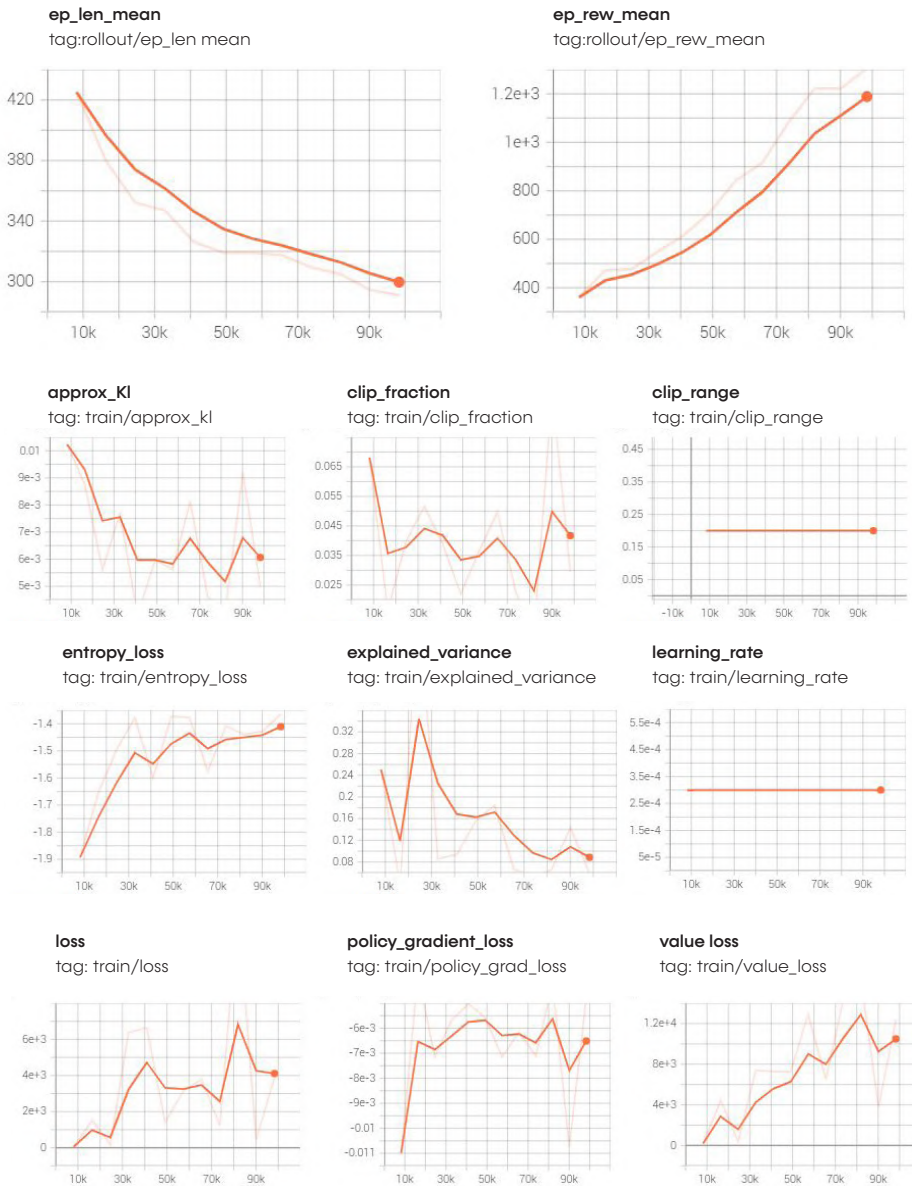 ep_len_mean
tag:rollout/ep_len mean
420
380
340
300
10k 30k 50k 70k 90k
ep_rew_mean
tag:rollout/ep_rew_mean
1.2e+3
1e+3
800
600
400
10k 30k 50k 70k 90k
approx_Kl
tag: train/approx_kl
0.01
9e-3
8e-3
7e-3
6e-3
5e-3
10k 30k 50k 70k 90k
clip_fraction
tag: train/clip_fraction
0.065
0.055
0.045
0.035
0.025
10k 30k 50k 70k 90k
clip_range
tag: train/clip_range
0.45
0.35
0.25
0.15
0.05
-10k 10k 30k 50k 70k 90k
entropy_loss
tag: train/entropy_loss
-1.4
-1.5
-1.6
-1.7
-1.8
-1.9
10k 30k 50k 70k 90k
explained_variance
tag: train/explained_variance
0.32
0.28
0.24
0.2
0.16
0.12
0.08
10k 30k 50k 70k 90k
learning_rate
tag: train/learning_rate
5.5e-4
4.5e-4
3.5e-4
2.5e-4
1.5e-4
5e-5
10k 30k 50k 70k 90k
loss
tag: train/loss
6e+3
4e+3
2e+3
0
10k 30k 50k 70k 90k
policy_gradient_loss
tag: train/policy_grad_loss
-6e-3
-7e-3
-8e-3
-9e-3
-0.01
-0.011
10k 30k 50k 70k 90k
value loss
tag: train/value_loss
1.2e+4
8e+3
4e+3
0
10k 30k 50k 70k 90k